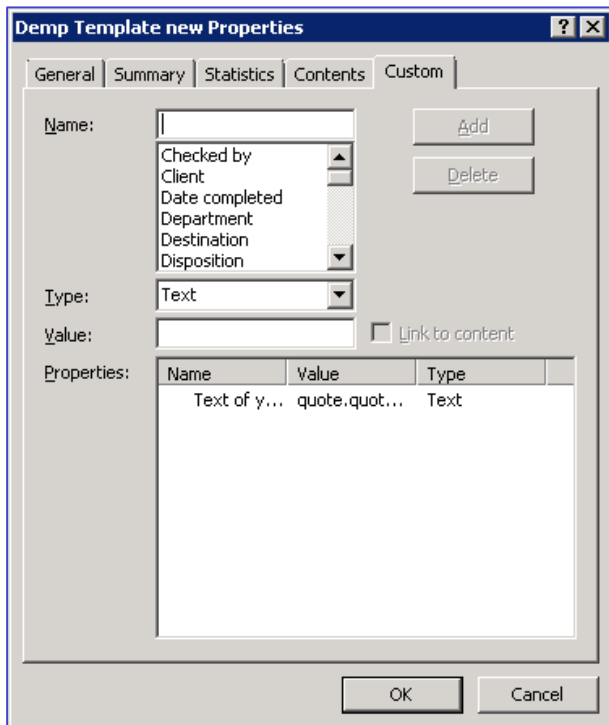 Demp Template new Properties
General Summary Statistics Contents Custom
Name:
Add
Checked by
Client
Date completed
Department
Destination
Disposition
Delete
Type: Text
Value: Link to content
Properties: Name Value Type
Text of y... quote.quot... Text
OK Cancel